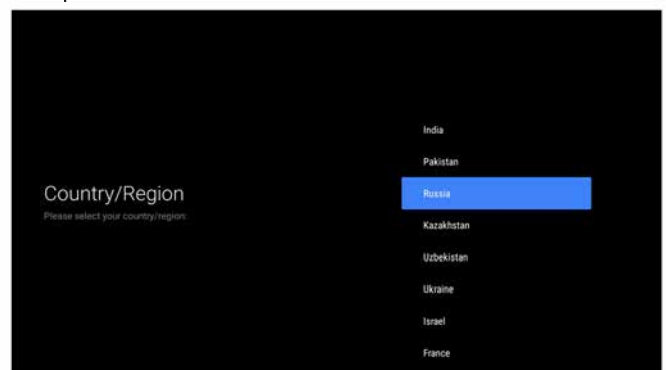 Country/Region
Please select your country/region:
India
Pakistan
Russia
Kazakhstan
Uzbekistan
Ukraine
Israel
France